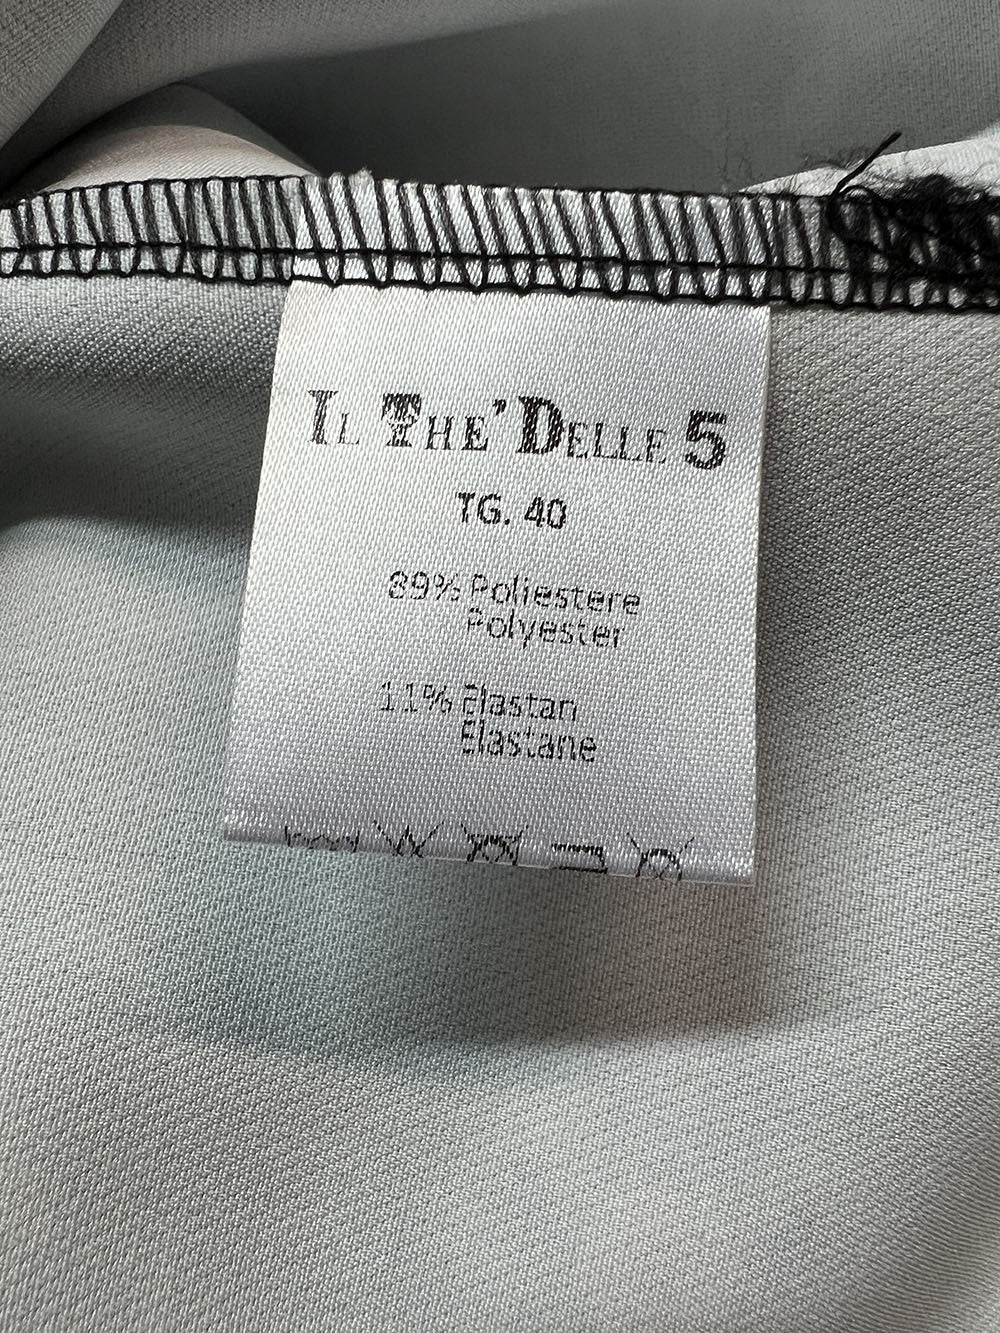 IL THE' DELLE 5
TG. 40
89% Poliestere
Polyester
11% Elastan
Elastane